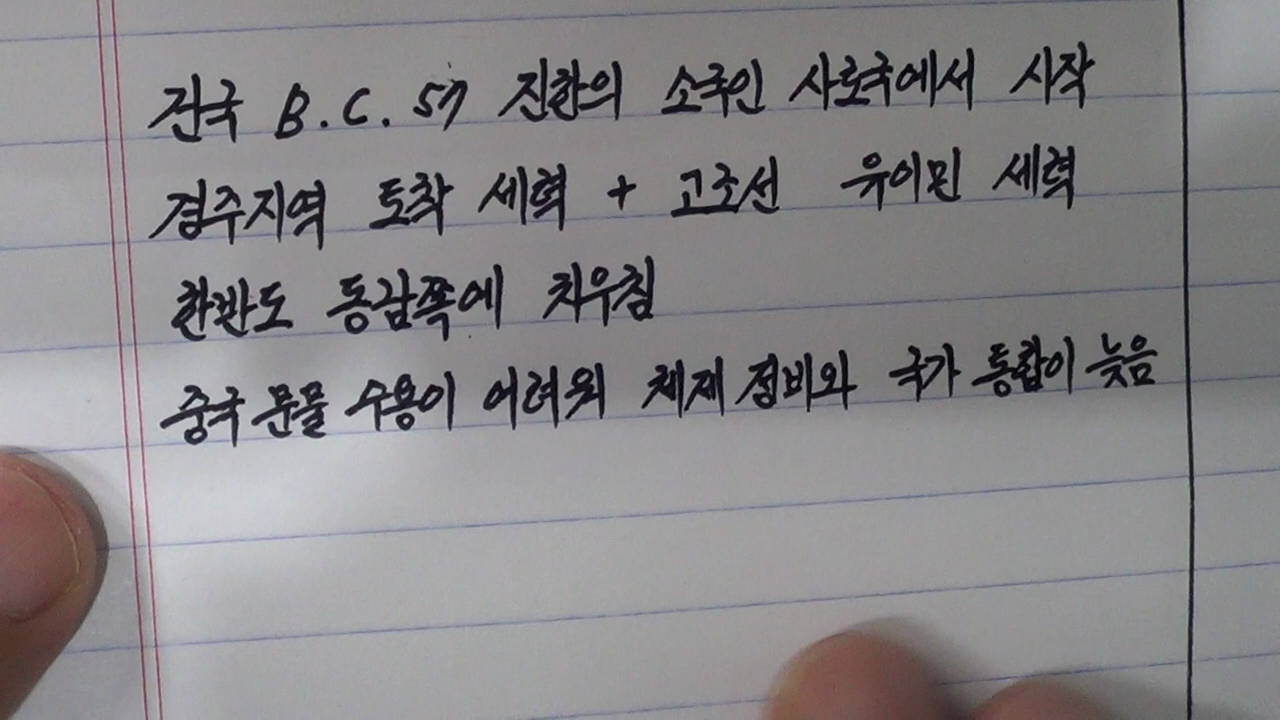 건국 B.C. 57 진한의 소국인 사로국에서 시작
경주지역 토착 세력 + 고조선 유이민 세력
한반도 동남쪽에 치우침
중국 문물 수용이 어려워 체제 정비와 국가 통합이 늦음